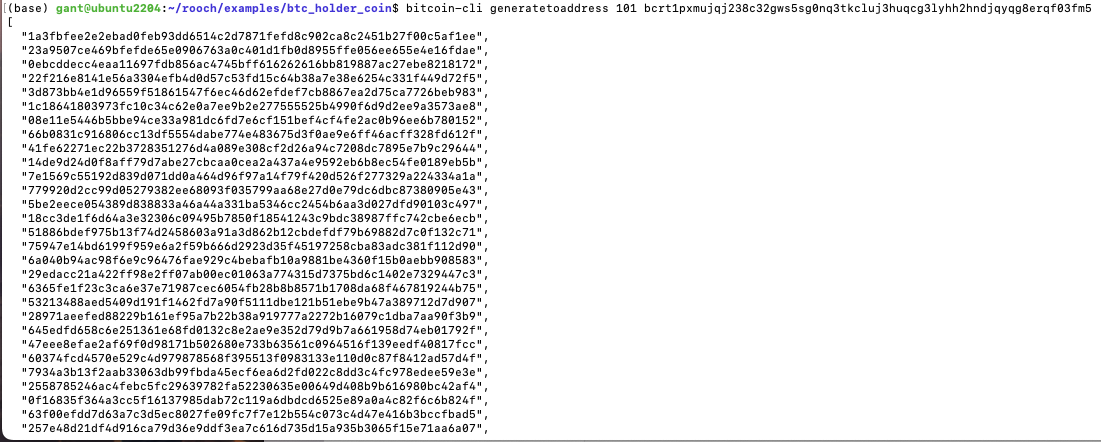 (base) gant@ubuntu2204:~/rooch/examples/btc_holder_coin$ bitcoin-cli generatetoaddress 101 bcrt1pxmujqj238c32gws5sg0nq3tkcluj3huqcg3lyhh2hndjqyqg8erqf03fm5
[
  "1a3fbfee2e2ebad0feb93dd6514c2d7871fefd8c902ca8c2451b27f00c5af1ee",
  "23a9507ce469bfefde65e0906763a0c401d1fb0d8955ffe056ee655e4e16fdae",
  "0ebcddecc4eaa11697fdb856ac4745bff616262616bb819887ac27ebe8218172",
  "22f216e8141e56a3304efb4d0d57c53fd15c64b38a7e38e6254c331f449d72f5",
  "3d873bb4e1d96559f51861547f6ec46d62efdef7cb8867ea2d75ca7726beb983",
  "1c18641803973fc10c34c62e0a7ee9b2e277555525b4990f6d9d2ee9a3573ae8",
  "08e11e5446b5bbe94ce33a981dc6fd7e6cf151bef4cf4fe2ac0b96ee6b780152",
  "66b0831c916806cc13df5554dabe774e483675d3f0ae9e6ff46acff328fd612f",
  "41fe62271ec22b3728351276d4a089e308cf2d26a94c7208dc7895e7b9c29644",
  "14de9d24d0f8aff79d7abe27cbcaa0cea2a437a4e9592eb6b8ec54fe0189eb5b",
  "7e1569c55192d839d071dd0a464d96f97a14f79f420d526f277329a224334a1a",
  "779920d2cc99d05279382ee68093f035799aa68e27d0e79dc6dbc87380905e43",
  "5be2eece054389d838833a46a44a331ba5346cc2454b6aa3d027dfd90103c497",
  "18cc3de1f6d64a3e32306c09495b7850f18541243c9bdc38987ffc742cbe6ecb",
  "51886bdef975b13f74d2458603a91a3d862b12cbdefdf79b69882d7c0f132c71",
  "75947e14bd6199f959e6a2f59b666d2923d35f45197258cba83adc381f112d90",
  "6a040b94ac98f6e9c96476fae929c4bebafb10a9881be4360f15b0aebb908583",
  "29edacc21a422ff98e2ff07ab00ec01063a774315d7375bd6c1402e7329447c3",
  "6365fe1f23c3ca6e37e71987cec6054fb28b8b8571b1708da68f467819244b75",
  "53213488aed5409d191f1462fd7a90f5111dbe121b51ebe9b47a389712d7d907",
  "28971aeefed88229b161ef95a7b22b38a919777a2272b16079c1dba7aa90f3b9",
  "645edfd658c6e251361e68fd0132c8e2ae9e352d79d9b7a661958d74eb01792f",
  "47eee8efae2af69f0d98171b502680e733b63561c0964516f139eedf40817fcc",
  "60374fcd4570e529c4d979878568f395513f0983133e110d0c87f8412ad57d4f",
  "7934a3b13f2aab33063db99fbda45ecf6ea6d2fd022c8dd3c4fc978edee59e3e",
  "2558785246ac4febc5fc29639782fa52230635e00649d408b9b616980bc42af4",
  "0f16835f364a3cc5f16137985dab72c119a6dbdcd6525e89a0a4c82f6c6b824f",
  "63f00efdd7d63a7c3d5ec8027fe09fc7f7e12b554c073c4d47e416b3bccfbad5",
  "257e48d21df4d916ca79d36e9ddf3ea7c616d735d15a935b3065f15e71aa6a07",